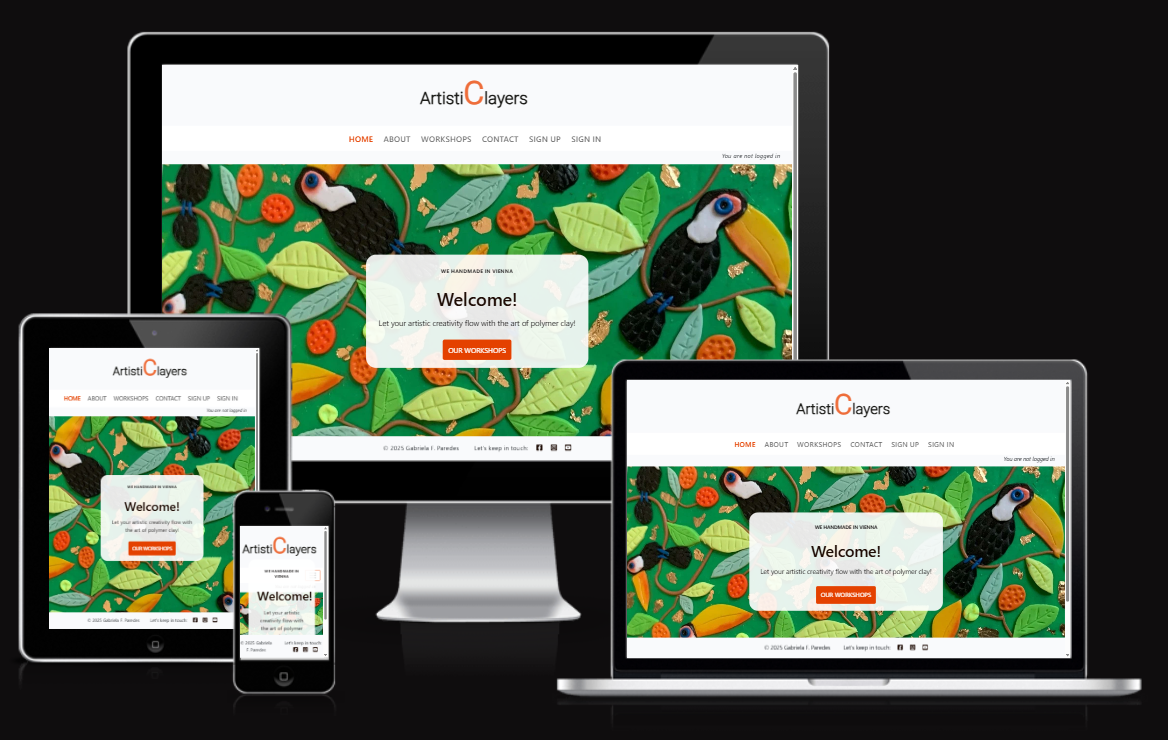 ArtistiClayers
HOME ABOUT WORKSHOPS CONTACT SIGN UP SIGN IN
You are not logged in
WE HANDMADE IN VIENNA
Welcome!
Let your artistic creativity flow with the art of polymer clay!
OUR WORKSHOPS
© 2025 Gabriela F. Paredes Let's keep in touch:
ArtistiClayers
HOME ABOUT WORKSHOPS CONTACT SIGN UP SIGN IN
You are not logged in
WE HANDMADE IN VIENNA
Welcome!
Let your artistic creativity flow with
the art of polymer clay!
OUR WORKSHOPS
© 2025 Gabriela F. Paredes Let's keep in touch:
ArtistiClayers
WE HANDMADE IN
VIENNA
Welcome!
Let your artistic
creativity flow with
the art of polymer
© 2025 Gabriela
F. Paredes
Let's keep in touch:
ArtistiClayers
HOME ABOUT WORKSHOPS CONTACT SIGN UP SIGN IN
You are not logged in
WE HANDMADE IN VIENNA
Welcome!
Let your artistic creativity flow with the art of polymer clay!
OUR WORKSHOPS
© 2025 Gabriela F. Paredes Let's keep in touch: